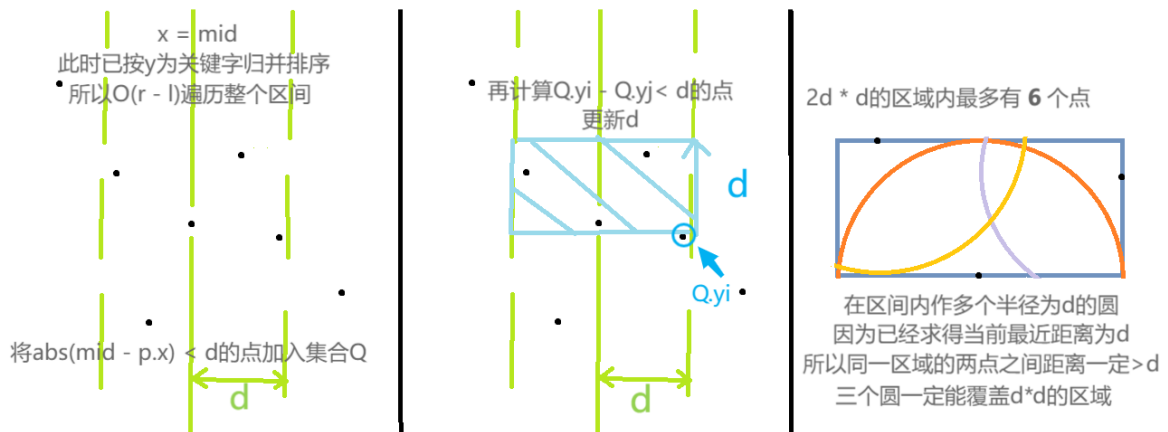 x = mid
此时已按y为关键字归并排序
所以O(r - l)遍历整个区间
将abs(mid - p.x) < d的点加入集合Q
d
再计算Q.yi - Q.yj< d的点
更新d
d
Q.yi
d
2d * d的区域内最多有 6 个点
在区间内作多个半径为d的圆
因为已经求得当前最近距离为d
所以同一区域的两点之间距离一定>d
三个圆一定能覆盖d*d的区域